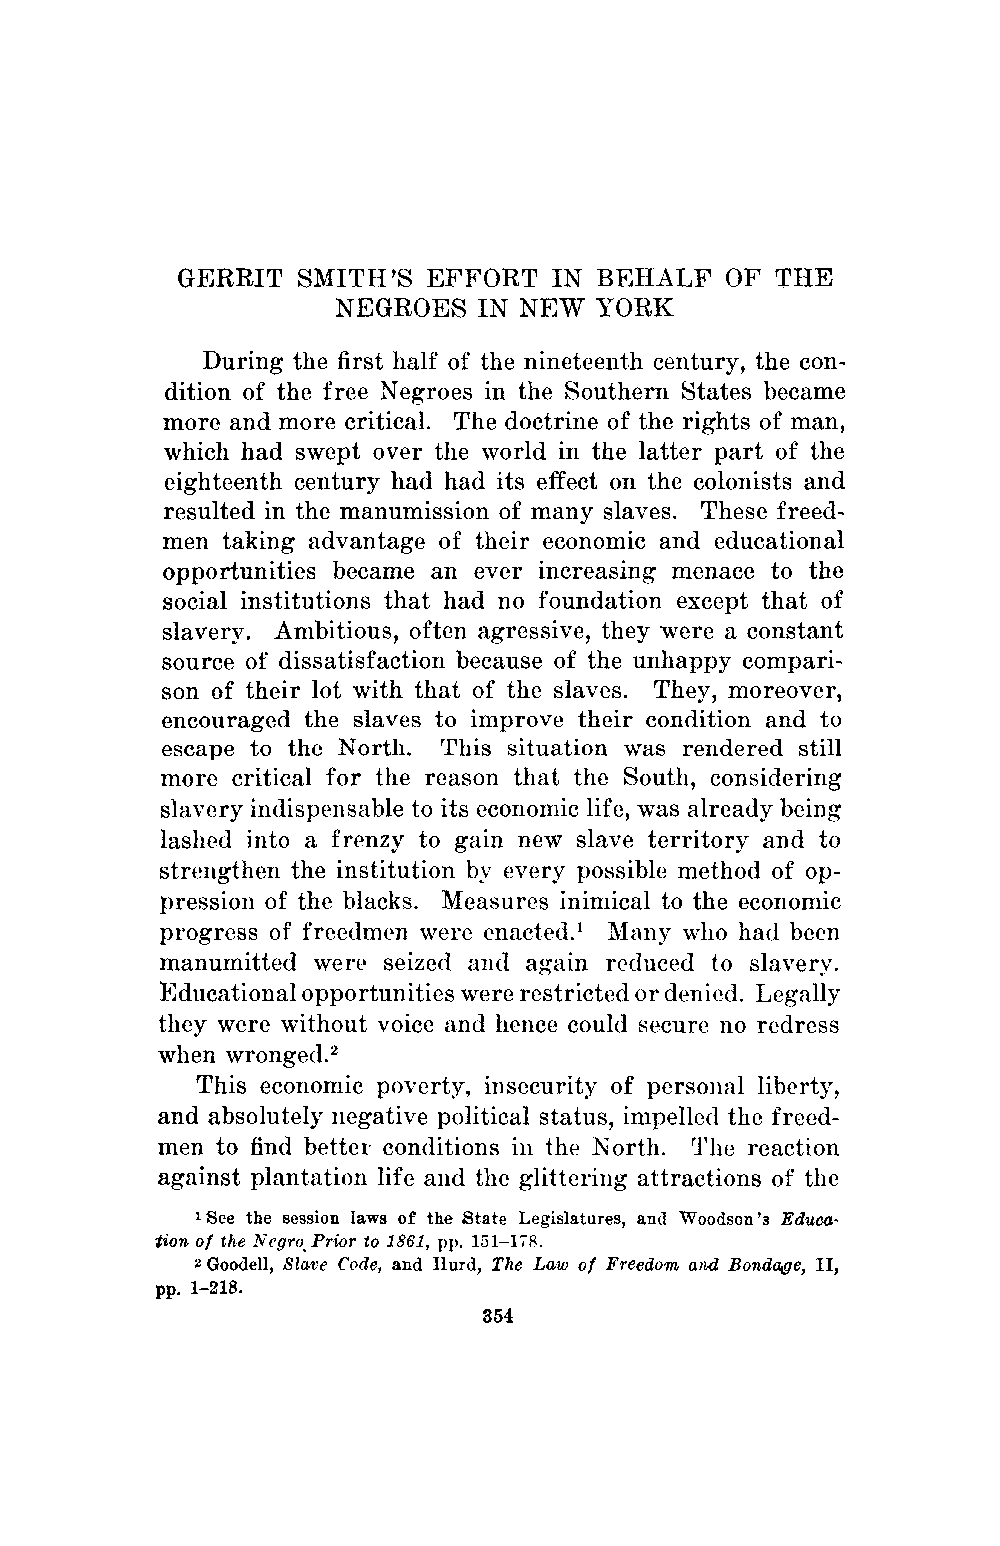 GERRIT SMITH'S EFFORT IN BEHALF OF THE
NEGROES IN NEW YORK
During the first half of the nineteenth century, the con-
dition of the free Negroes in the Southern States became
more and more critical. The doctrine of the rights of man,
which had swept over the world in the latter part of the
eighteenth century had had its effect on the colonists and
resulted in the manumission of many slaves. These freed-
men taking advantage of their economic and educational
opportunities became an ever increasing menace to the
social institutions that had no foundation except that of
slavery. Ambitious, often agressive, they were a constant
source of dissatisfaction because of the unhappy compari-
son of their lot with that of the slaves. They, moreover,
encouraged the slaves to improve their condition and to
escape to the North. This situation was rendered still
more critical for the reason that the South, considering
slavery indispensable to its economic life, was already being
lashed into a frenzy to gain new slave territory and to
strengthen the institution by every possible method of op-
pression of the blacks. Measures inimical to the economic
progress of freedmen were enacted.¹ Many who had been
manumitted were seized and again reduced to slavery.
Educational opportunities were restricted or denied. Legally
they were without voice and hence could secure no redress
when wronged.²
This economic poverty, insecurity of personal liberty,
and absolutely negative political status, impelled the freed-
men to find better conditions in the North. The reaction
against plantation life and the glittering attractions of the
¹ See the session laws of the State Legislatures, and Woodson's Educa-
tion of the Negro Prior to 1861, pp. 151–178.
² Goodell, Slave Code, and Hurd, The Law of Freedom and Bondage, II,
pp. 1–218.
354